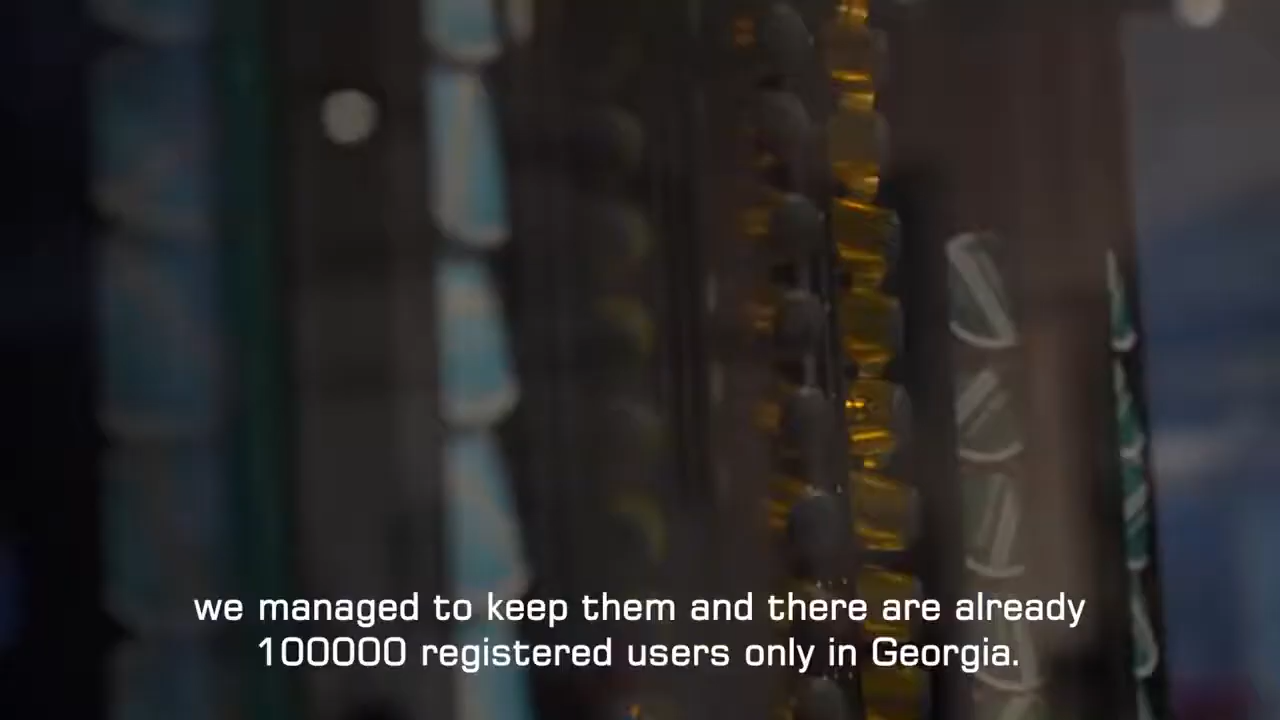 we managed to keep them and there are already
100000 registered users only in Georgia.